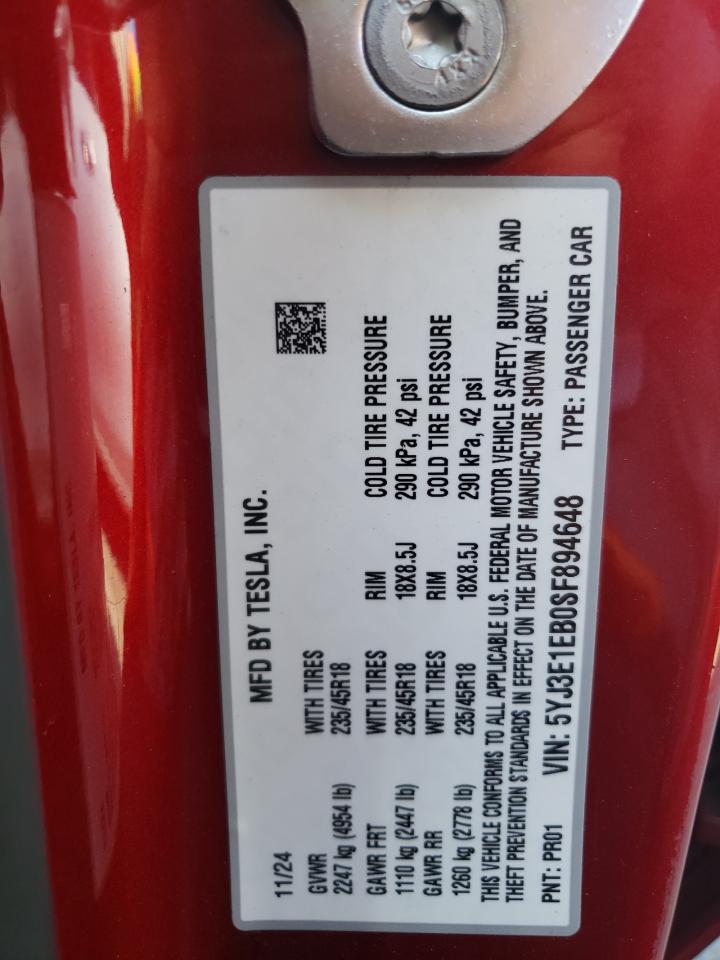 MFD BY TESLA, INC.
11/24
GVWR WITH TIRES
2247 kg (4954 lb) 235/45R18
GAWR FRT WITH TIRES RIM COLD TIRE PRESSURE
1110 kg (2447 lb) 235/45R18 18X8.5J 290 kPa, 42 psi
GAWR RR WITH TIRES RIM COLD TIRE PRESSURE
1260 kg (2778 lb) 235/45R18 18X8.5J 290 kPa, 42 psi
THIS VEHICLE CONFORMS TO ALL APPLICABLE U.S. FEDERAL MOTOR VEHICLE SAFETY, BUMPER, AND
THEFT PREVENTION STANDARDS IN EFFECT ON THE DATE OF MANUFACTURE SHOWN ABOVE.
PNT: PR01 VIN: 5YJ3E1EB0SF894648 TYPE: PASSENGER CAR